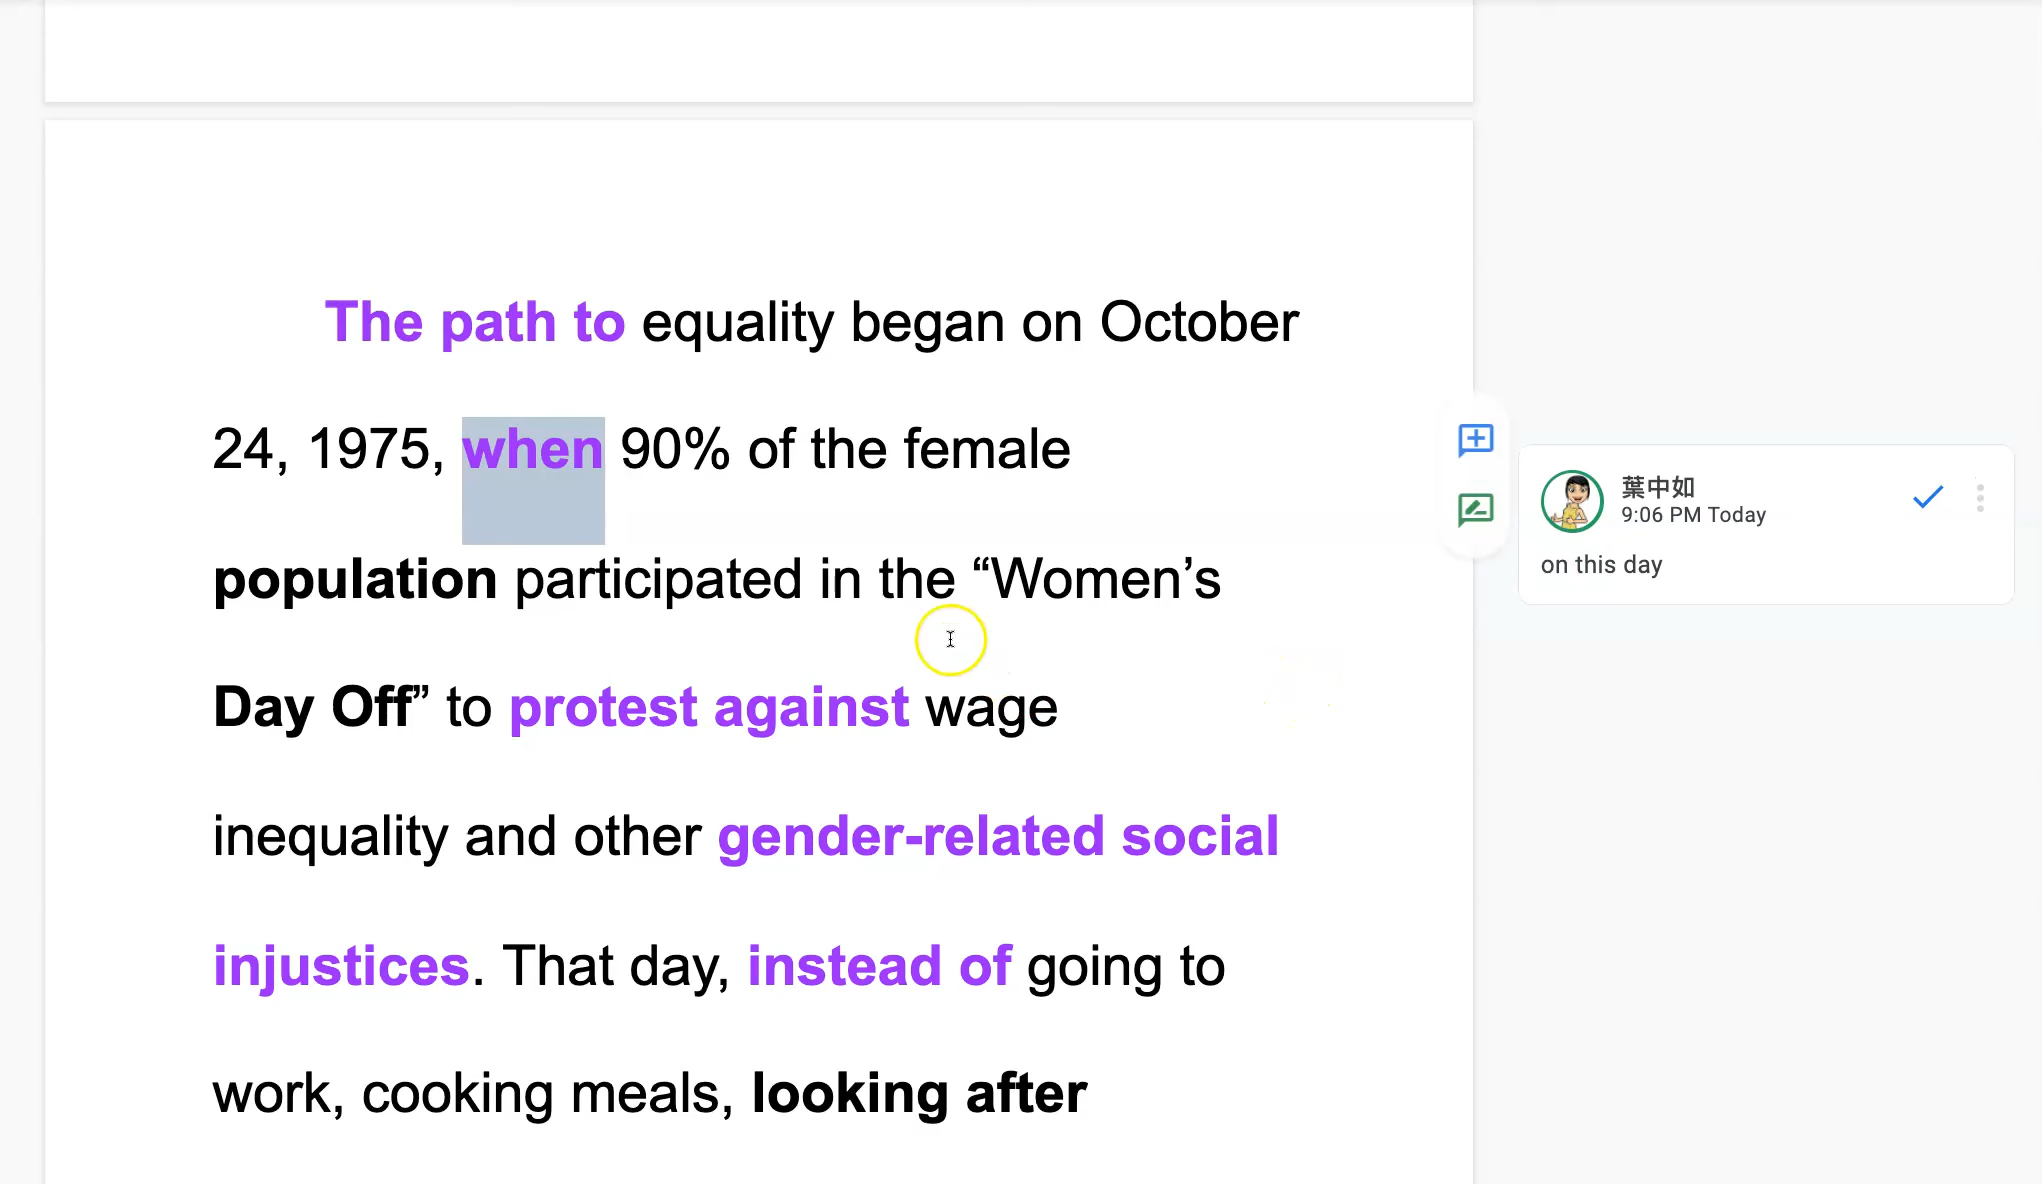 The path to equality began on October
24, 1975, when 90% of the female
population participated in the “Women’s
Day Off” to protest against wage
inequality and other gender-related social
injustices. That day, instead of going to
work, cooking meals, looking after
葉中如
9:06 PM Today
on this day